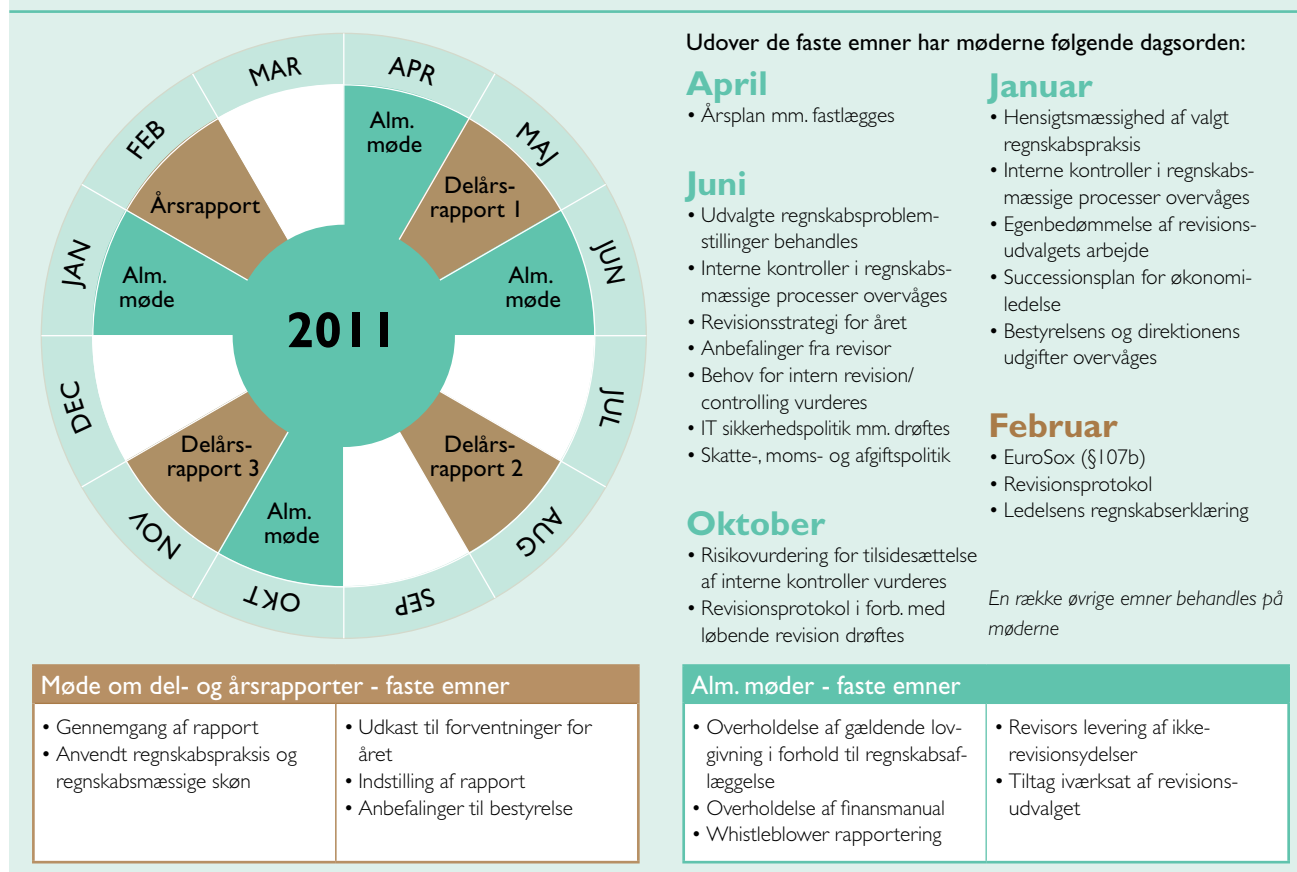 JAN
FEB
MAR
APR
MAJ
JUN
JUL
AUG
SEP
OKT
NOV
DEC
Alm.
møde
Årsrapport
Alm.
møde
Delårs-
rapport 1
Alm.
møde
Delårs-
rapport 2
Alm.
møde
Delårs-
rapport 3
2011
Udover de faste emner har møderne følgende dagsorden:
April
• Årsplan mm. fastlægges
Juni
• Udvalgte regnskabsproblem-
stillinger behandles
• Interne kontroller i regnskabs-
mæssige processer overvåges
• Revisionsstrategi for året
• Anbefalinger fra revisor
• Behov for intern revision/
controlling vurderes
• IT sikkerhedspolitik mm. drøftes
• Skatte-, moms- og afgiftspolitik
Oktober
• Risikovurdering for tilsidesættelse
af interne kontroller vurderes
• Revisionsprotokol i forb. med
løbende revision drøftes
Januar
• Hensigtsmæssighed af valgt
regnskabspraksis
• Interne kontroller i regnskabs-
mæssige processer overvåges
• Egenbedømmelse af revisions-
udvalgets arbejde
• Successionsplan for økonomi-
ledelse
• Bestyrelsens og direktionens
udgifter overvåges
Februar
• EuroSox (§107b)
• Revisionsprotokol
• Ledelsens regnskabserklæring
En række øvrige emner behandles på
møderne
Møde om del- og årsrapporter - faste emner
• Gennemgang af rapport
• Anvendt regnskabspraksis og
regnskabsmæssige skøn
• Udkast til forventninger for
året
• Indstilling af rapport
• Anbefalinger til bestyrelse
Alm. møder - faste emner
• Overholdelse af gældende lov-
givning i forhold til regnskabsaf-
læggelse
• Overholdelse af finansmanual
• Whistleblower rapportering
• Revisors levering af ikke-
revisionsydelser
• Tiltag iværksat af revisions-
udvalget